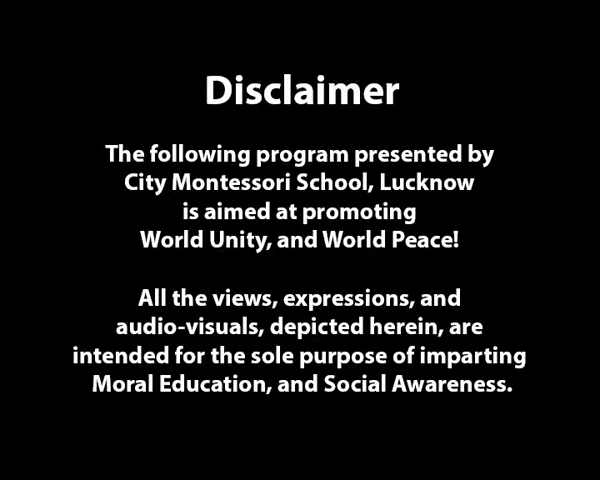 Disclaimer
The following program presented by
City Montessori School, Lucknow
is aimed at promoting
World Unity, and World Peace!
All the views, expressions, and
audio-visuals, depicted herein, are
intended for the sole purpose of imparting
Moral Education, and Social Awareness.